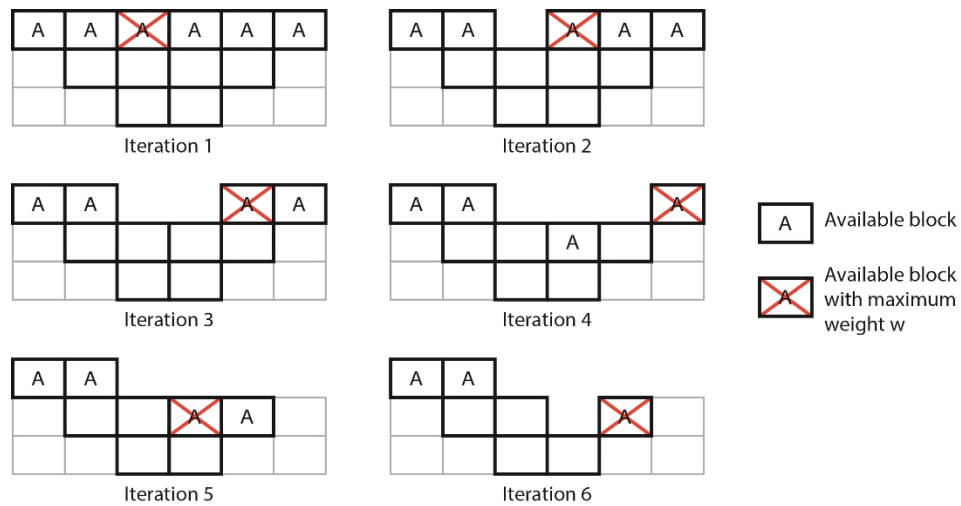 A A A A A A
A A A A A
Iteration 1
Iteration 2
A A A A
A A A
A
Iteration 3
Iteration 4
A Available block
A Available block
with maximum
weight w
A A
A A
A A
A
Iteration 5
Iteration 6